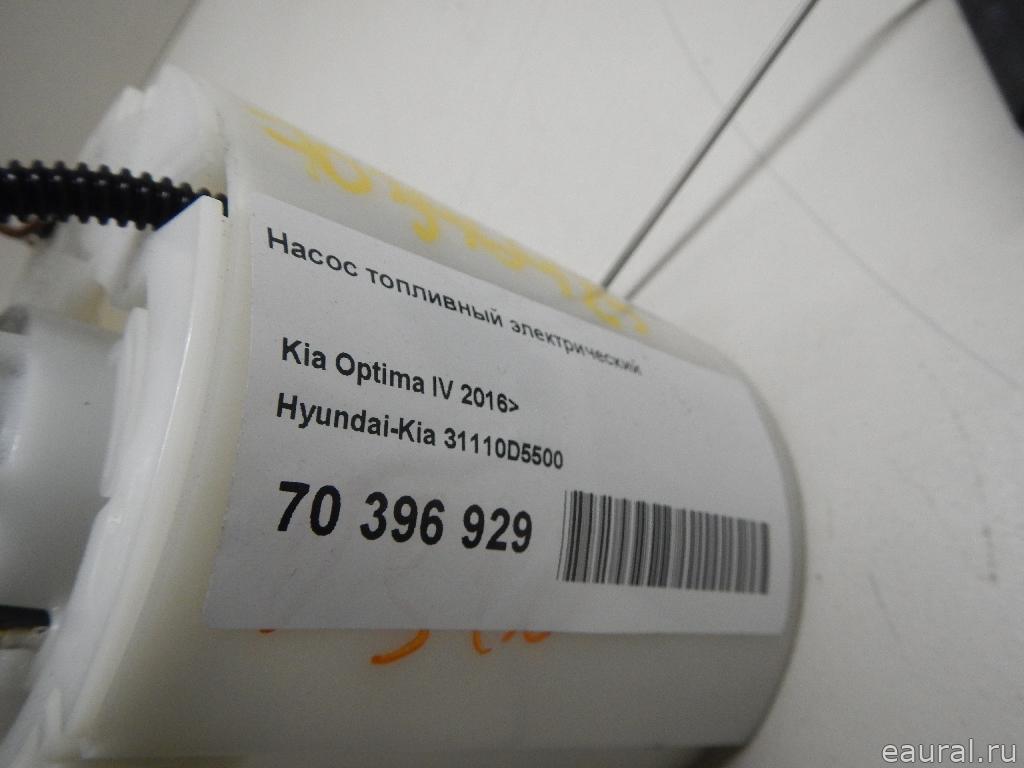 Насос топливный электрический
Kia Optima IV 2016>
Hyundai-Kia 31110D5500
70 396 929
eaural.ru